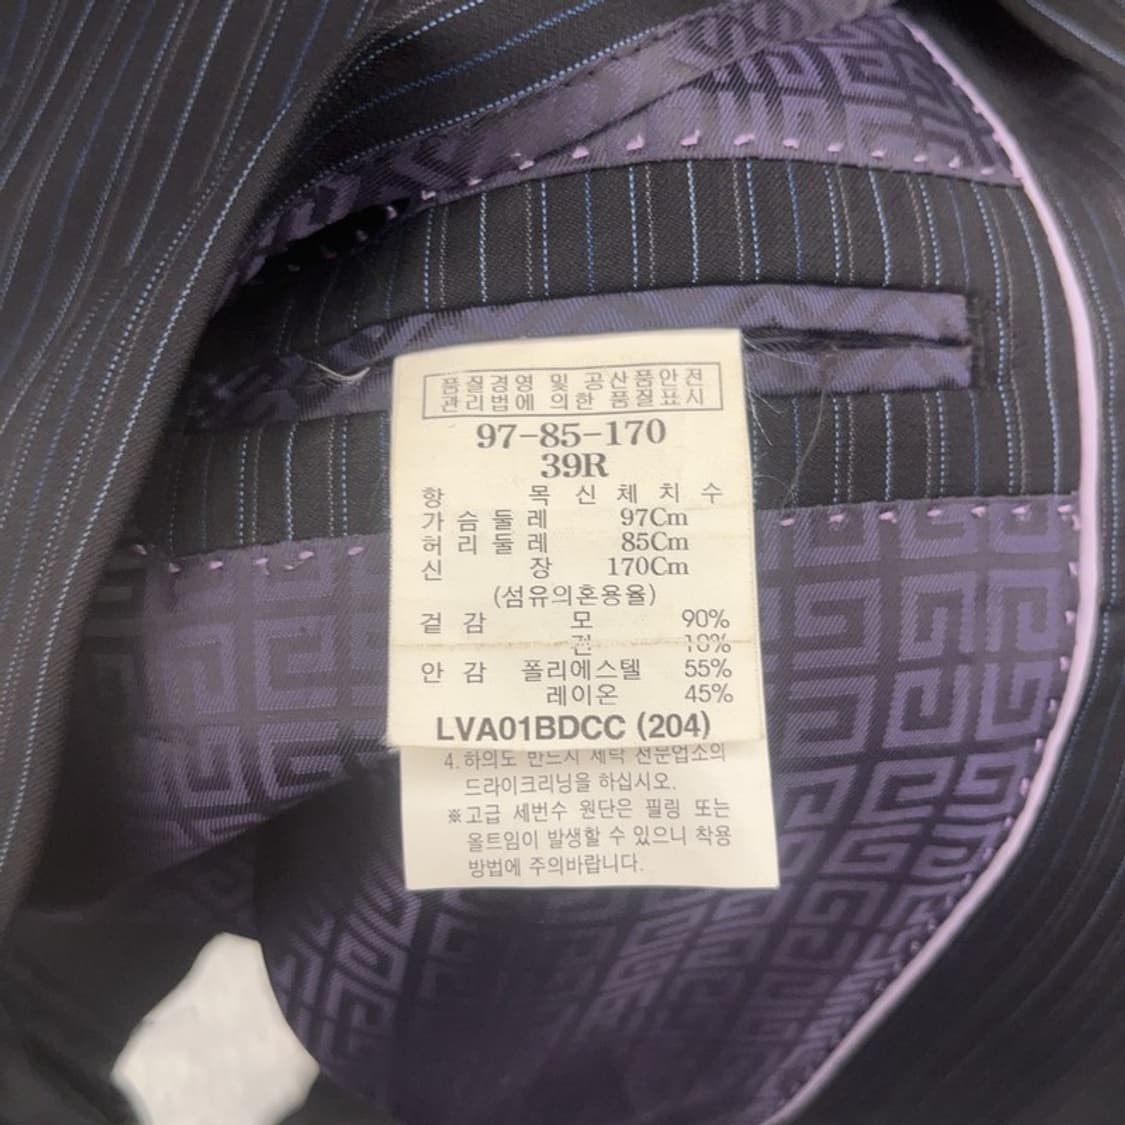 품질경영 및 공산품안전
관리법에 의한 품질표시
97-85-170
39R
항 목 신 체 치 수
가 슴 둘 레 97Cm
허 리 둘 레 85Cm
신 장 170Cm
(섬유의혼용율)
겉 감 모 90%
견 10%
안 감 폴리에스텔 55%
레이온 45%
LVA01BDCC (204)
4.하의도 반드시 세탁 전문업소의
드라이크리닝을 하십시오.
※고급 세번수 원단은 필링 또는
올트임이 발생할 수 있으니 착용
방법에 주의바랍니다.